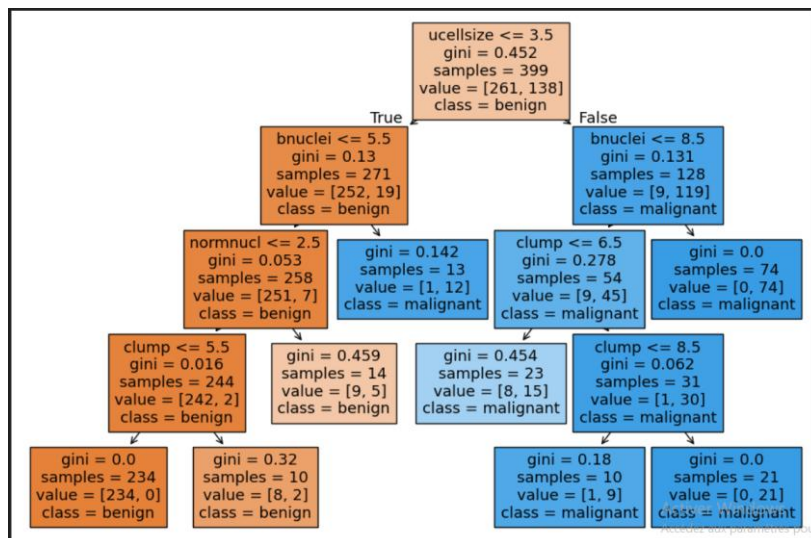 ucellsize <= 3.5
gini = 0.452
samples = 399
value = [261, 138]
class = benign
True
False
bnuclei <= 5.5
gini = 0.13
samples = 271
value = [252, 19]
class = benign
bnuclei <= 8.5
gini = 0.131
samples = 128
value = [9, 119]
class = malignant
normnucl <= 2.5
gini = 0.053
samples = 258
value = [251, 7]
class = benign
gini = 0.142
samples = 13
value = [1, 12]
class = malignant
clump <= 6.5
gini = 0.278
samples = 54
value = [9, 45]
class = malignant
gini = 0.0
samples = 74
value = [0, 74]
class = malignant
clump <= 5.5
gini = 0.016
samples = 244
value = [242, 2]
class = benign
gini = 0.459
samples = 14
value = [9, 5]
class = benign
gini = 0.454
samples = 23
value = [8, 15]
class = malignant
clump <= 8.5
gini = 0.062
samples = 31
value = [1, 30]
class = malignant
gini = 0.0
samples = 234
value = [234, 0]
class = benign
gini = 0.32
samples = 10
value = [8, 2]
class = benign
gini = 0.18
samples = 10
value = [1, 9]
class = malignant
gini = 0.0
samples = 21
value = [0, 21]
class = malignant
Activer Windows
Accédez aux paramètres pou